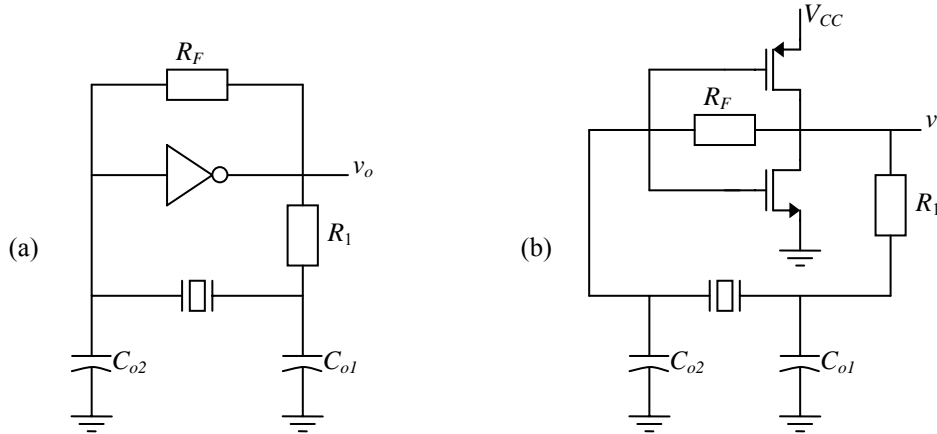 R_F
v_o
R_1
(a)
C_o2
C_o1
V_CC
R_F
v
R_1
(b)
C_o2
C_o1